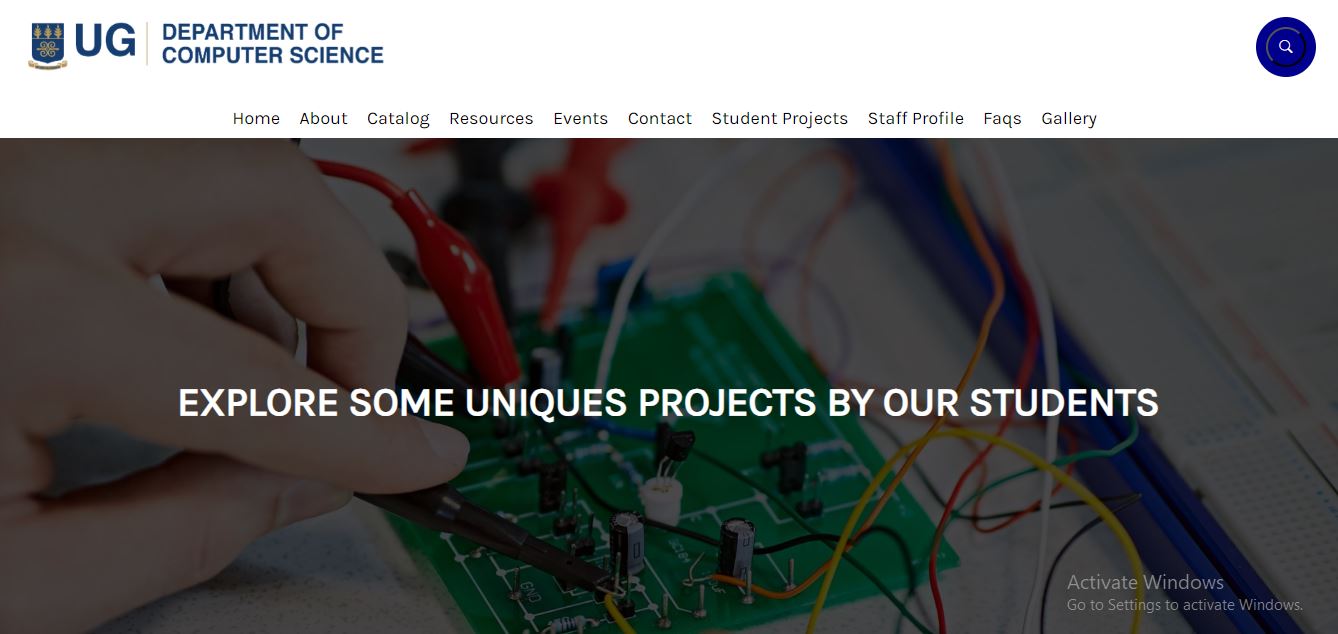 UG
DEPARTMENT OF
COMPUTER SCIENCE
Home About Catalog Resources Events Contact Student Projects Staff Profile Faqs Gallery
EXPLORE SOME UNIQUES PROJECTS BY OUR STUDENTS
GND
Activate Windows
Go to Settings to activate Windows.